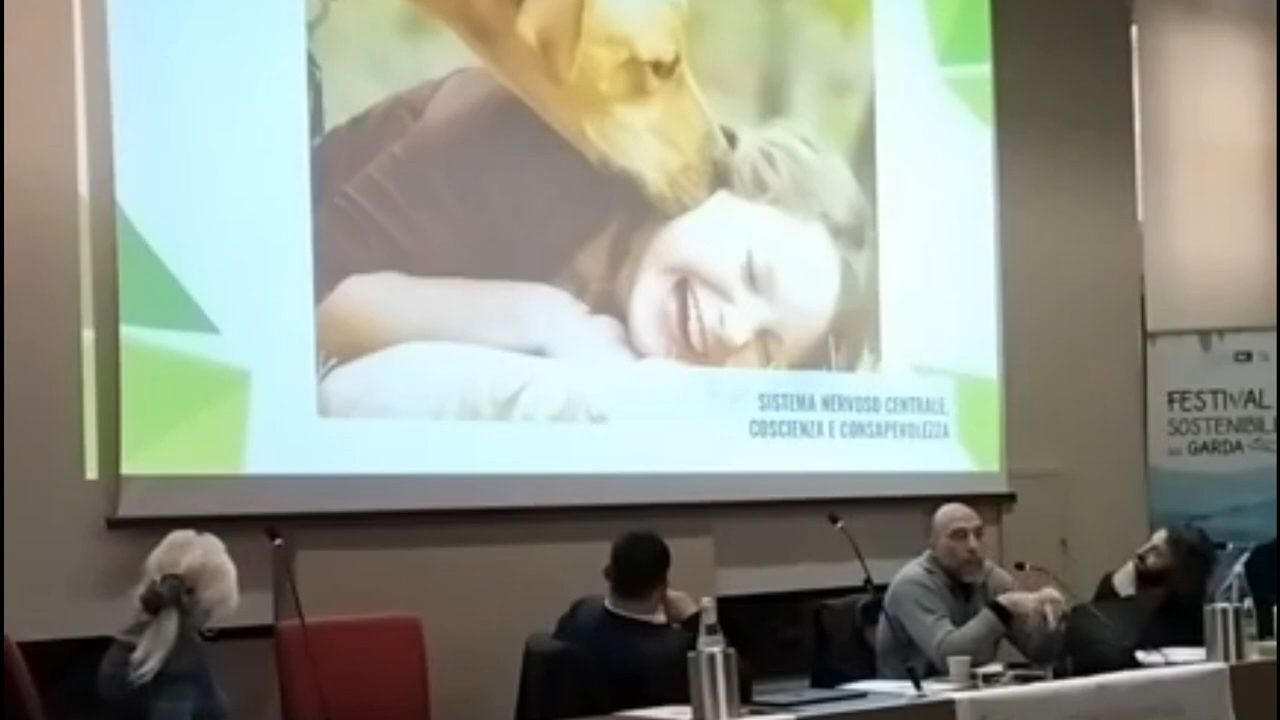 SISTEMA NERVOSO CENTRALE,
COSCIENZA E CONSAPEVOLEZZA
FESTIVAL
SOSTENIBIL
GARDA